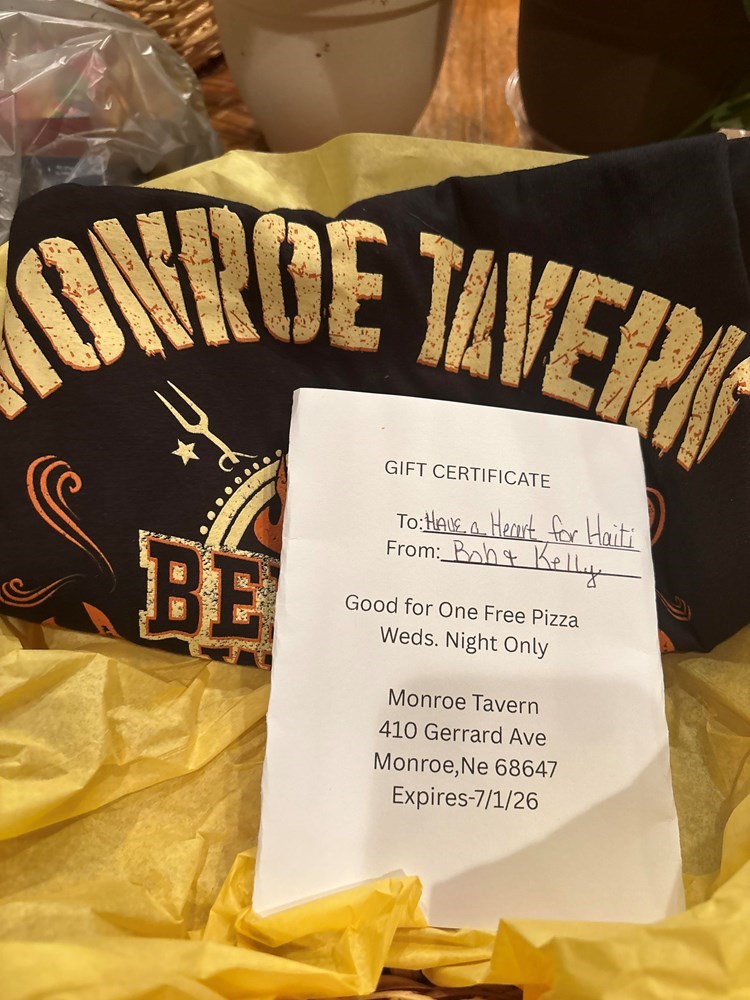 MONROE TAVERN
BE
GIFT CERTIFICATE
To: Have a Heart for Haiti
From: Bob & Kelly
Good for One Free Pizza
Weds. Night Only
Monroe Tavern
410 Gerrard Ave
Monroe,Ne 68647
Expires-7/1/26